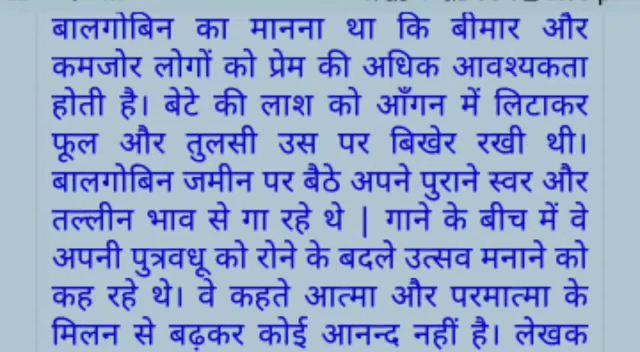 बालगोबिन का मानना था कि बीमार और
कमजोर लोगों को प्रेम की अधिक आवश्यकता
होती है। बेटे की लाश को आँगन में लिटाकर
फूल और तुलसी उस पर बिखेर रखी थी।
बालगोबिन जमीन पर बैठे अपने पुराने स्वर और
तल्लीन भाव से गा रहे थे | गाने के बीच में वे
अपनी पुत्रवधू को रोने के बदले उत्सव मनाने को
कह रहे थे। वे कहते आत्मा और परमात्मा के
मिलन से बढ़कर कोई आनन्द नहीं है। लेखक